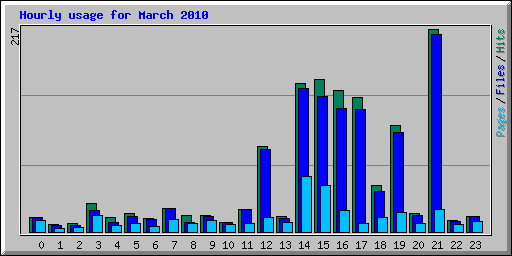 Hourly usage for March 2010
217
Pages/Files/Hits
0 1 2 3 4 5 6 7 8 9 10 11 12 13 14 15 16 17 18 19 20 21 22 23